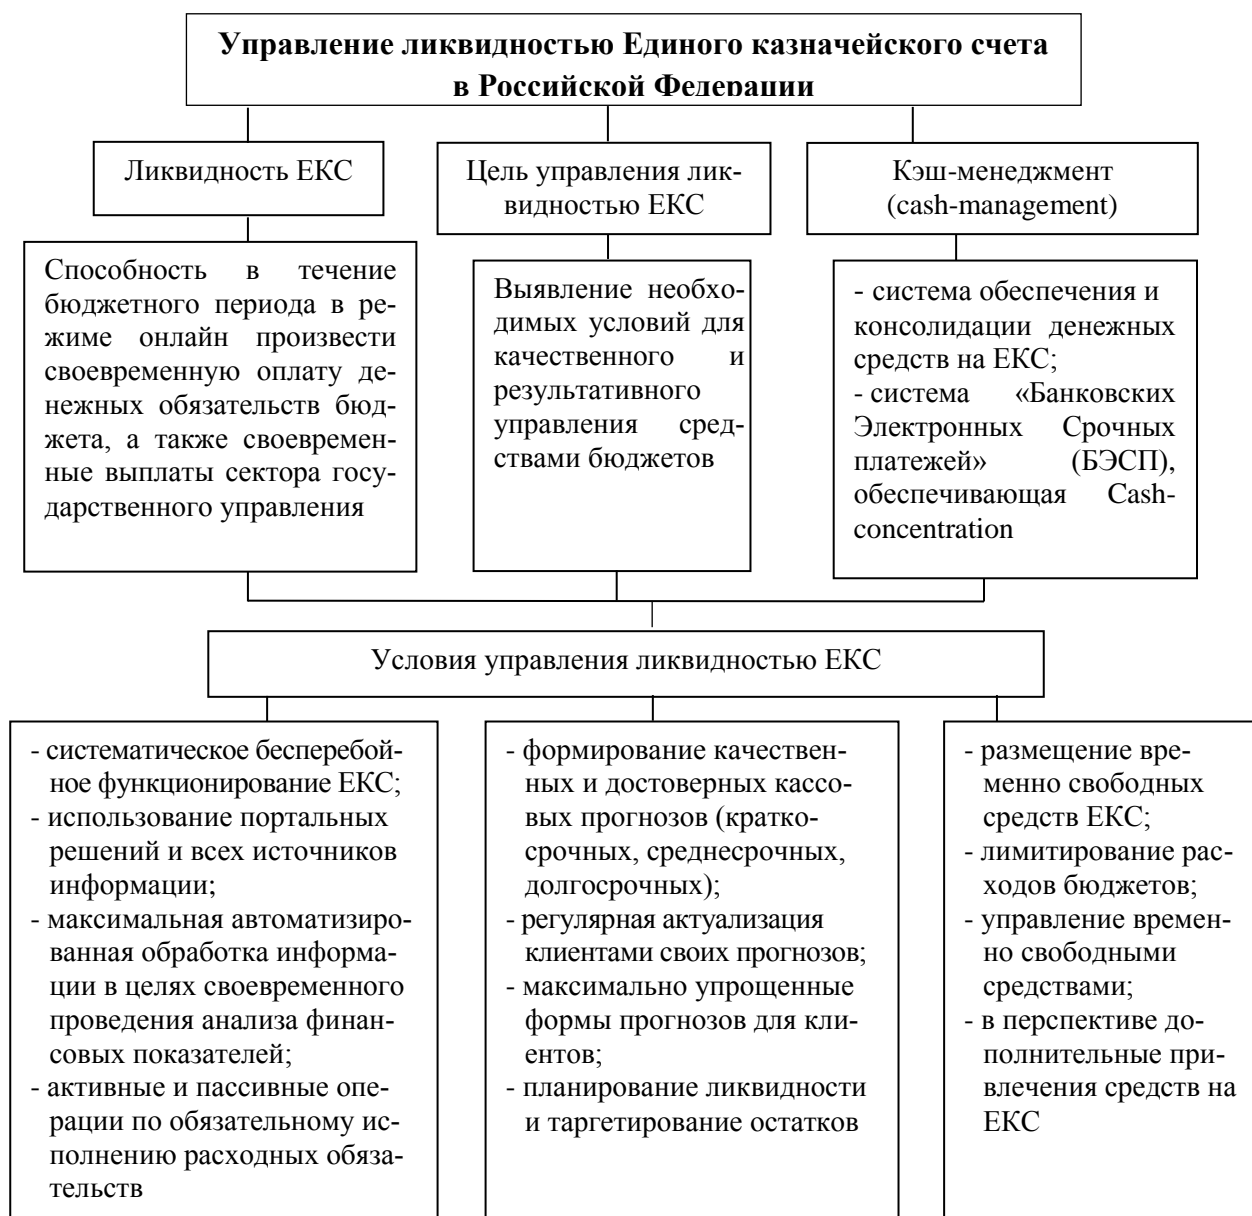 Управление ликвидностью Единого казначейского счета
в Российской Федерации
Ликвидность ЕКС
Цель управления лик-
видностью ЕКС
Кэш-менеджмент
(cash-management)
Способность в течение
бюджетного периода в ре-
жиме онлайн произвести
своевременную оплату де-
нежных обязательств бюд-
жета, а также своевремен-
ные выплаты сектора госу-
дарственного управления
Выявление необхо-
димых условий для
качественного и
результативного
управления сред-
ствами бюджетов
- система обеспечения и
консолидации денежных
средств на ЕКС;
- система «Банковских
Электронных Срочных
платежей» (БЭСП),
обеспечивающая Cash-
concentration
Условия управления ликвидностью ЕКС
- систематическое бесперебой-
ное функционирование ЕКС;
- использование портальных
решений и всех источников
информации;
- максимальная автоматизиро-
ванная обработка информа-
ции в целях своевременного
проведения анализа финан-
совых показателей;
- активные и пассивные опе-
рации по обязательному ис-
полнению расходных обяза-
тельств
- формирование качествен-
ных и достоверных кассо-
вых прогнозов (кратко-
срочных, среднесрочных,
долгосрочных);
- регулярная актуализация
клиентами своих прогнозов;
- максимально упрощенные
формы прогнозов для кли-
ентов;
- планирование ликвидности
и таргетирование остатков
- размещение вре-
менно свободных
средств ЕКС;
- лимитирование рас-
ходов бюджетов;
- управление времен-
но свободными
средствами;
- в перспективе до-
полнительные при-
влечения средств на
ЕКС